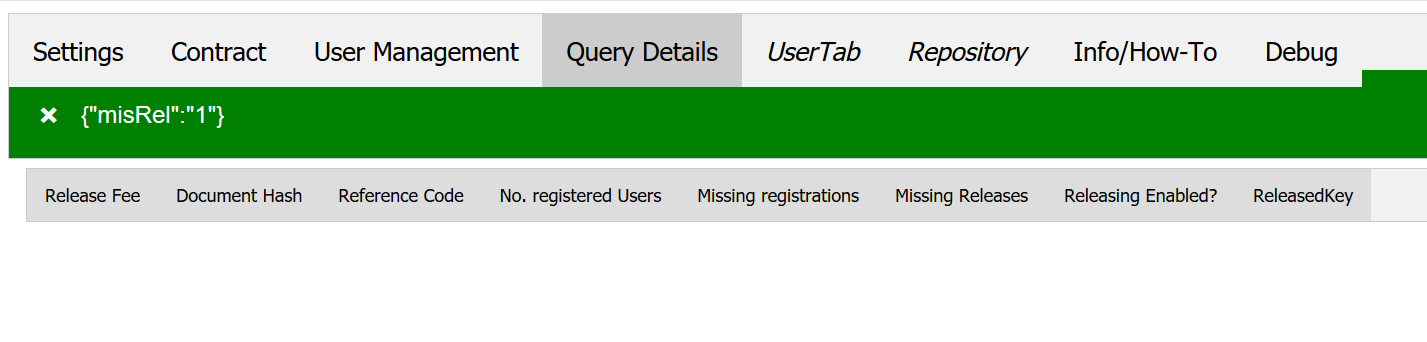 Settings Contract User Management Query Details UserTab Repository Info/How-To Debug
✖ {"misRel":"1"}
Release Fee Document Hash Reference Code No. registered Users Missing registrations Missing Releases Releasing Enabled? ReleasedKey